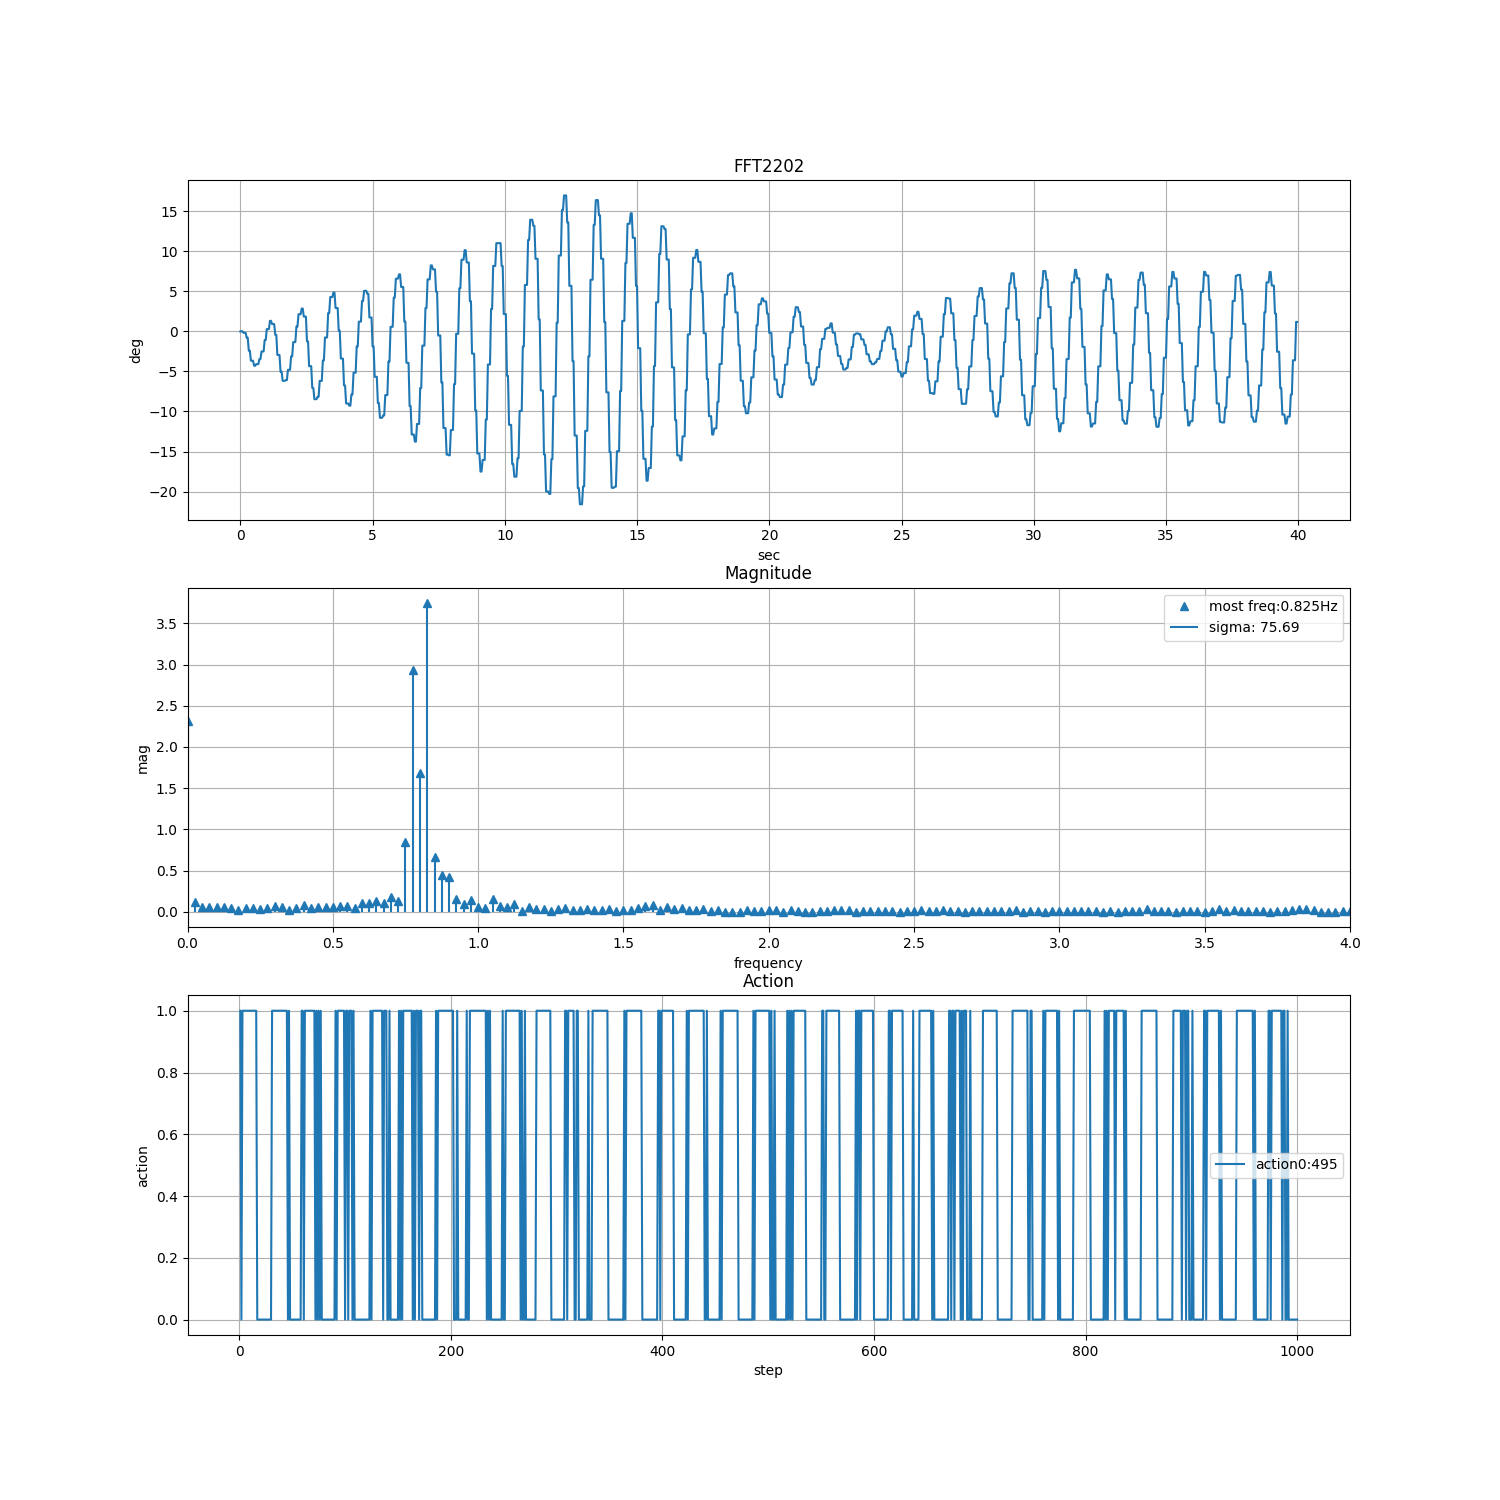 FFT2202
15
10
5
0
−5
−10
−15
−20
deg
0 5 10 15 20 25 30 35 40
sec
Magnitude
most freq:0.825Hz
sigma: 75.69
3.5
3.0
2.5
2.0
1.5
1.0
0.5
0.0
mag
0.0 0.5 1.0 1.5 2.0 2.5 3.0 3.5 4.0
frequency
Action
1.0
0.8
0.6
0.4
0.2
0.0
action
action0:495
0 200 400 600 800 1000
step